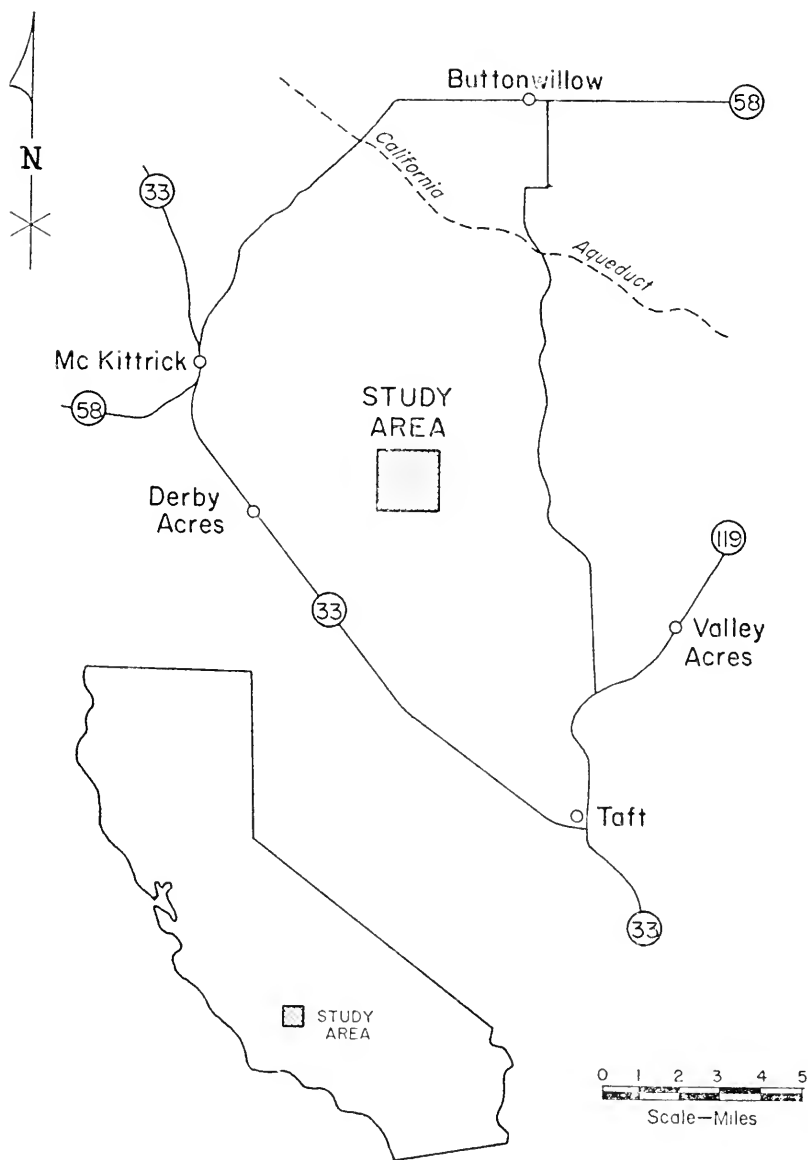 Buttonwillow
58
California
Aqueduct
N
33
Mc Kittrick
58
STUDY
AREA
Derby
Acres
119
33
Valley
Acres
Taft
33
STUDY
AREA
0 1 2 3 4 5
Scale—Miles